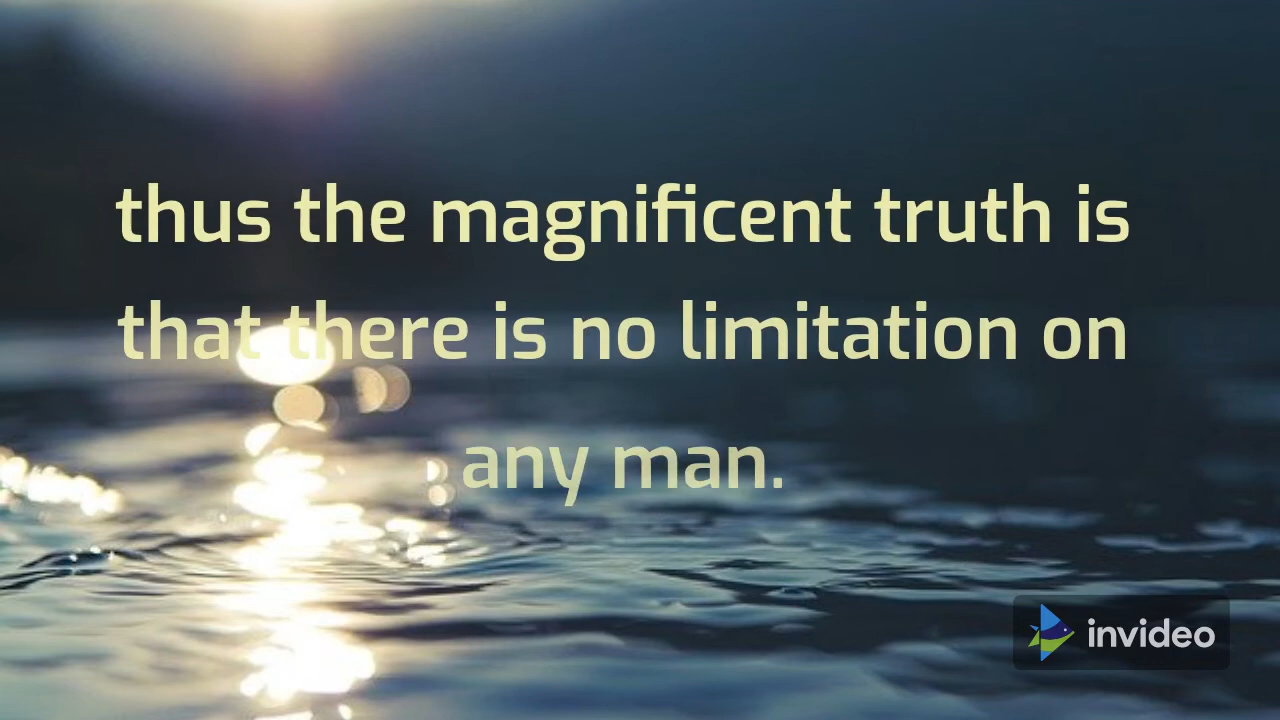 thus the magnificent truth is
that there is no limitation on
any man.
invideo